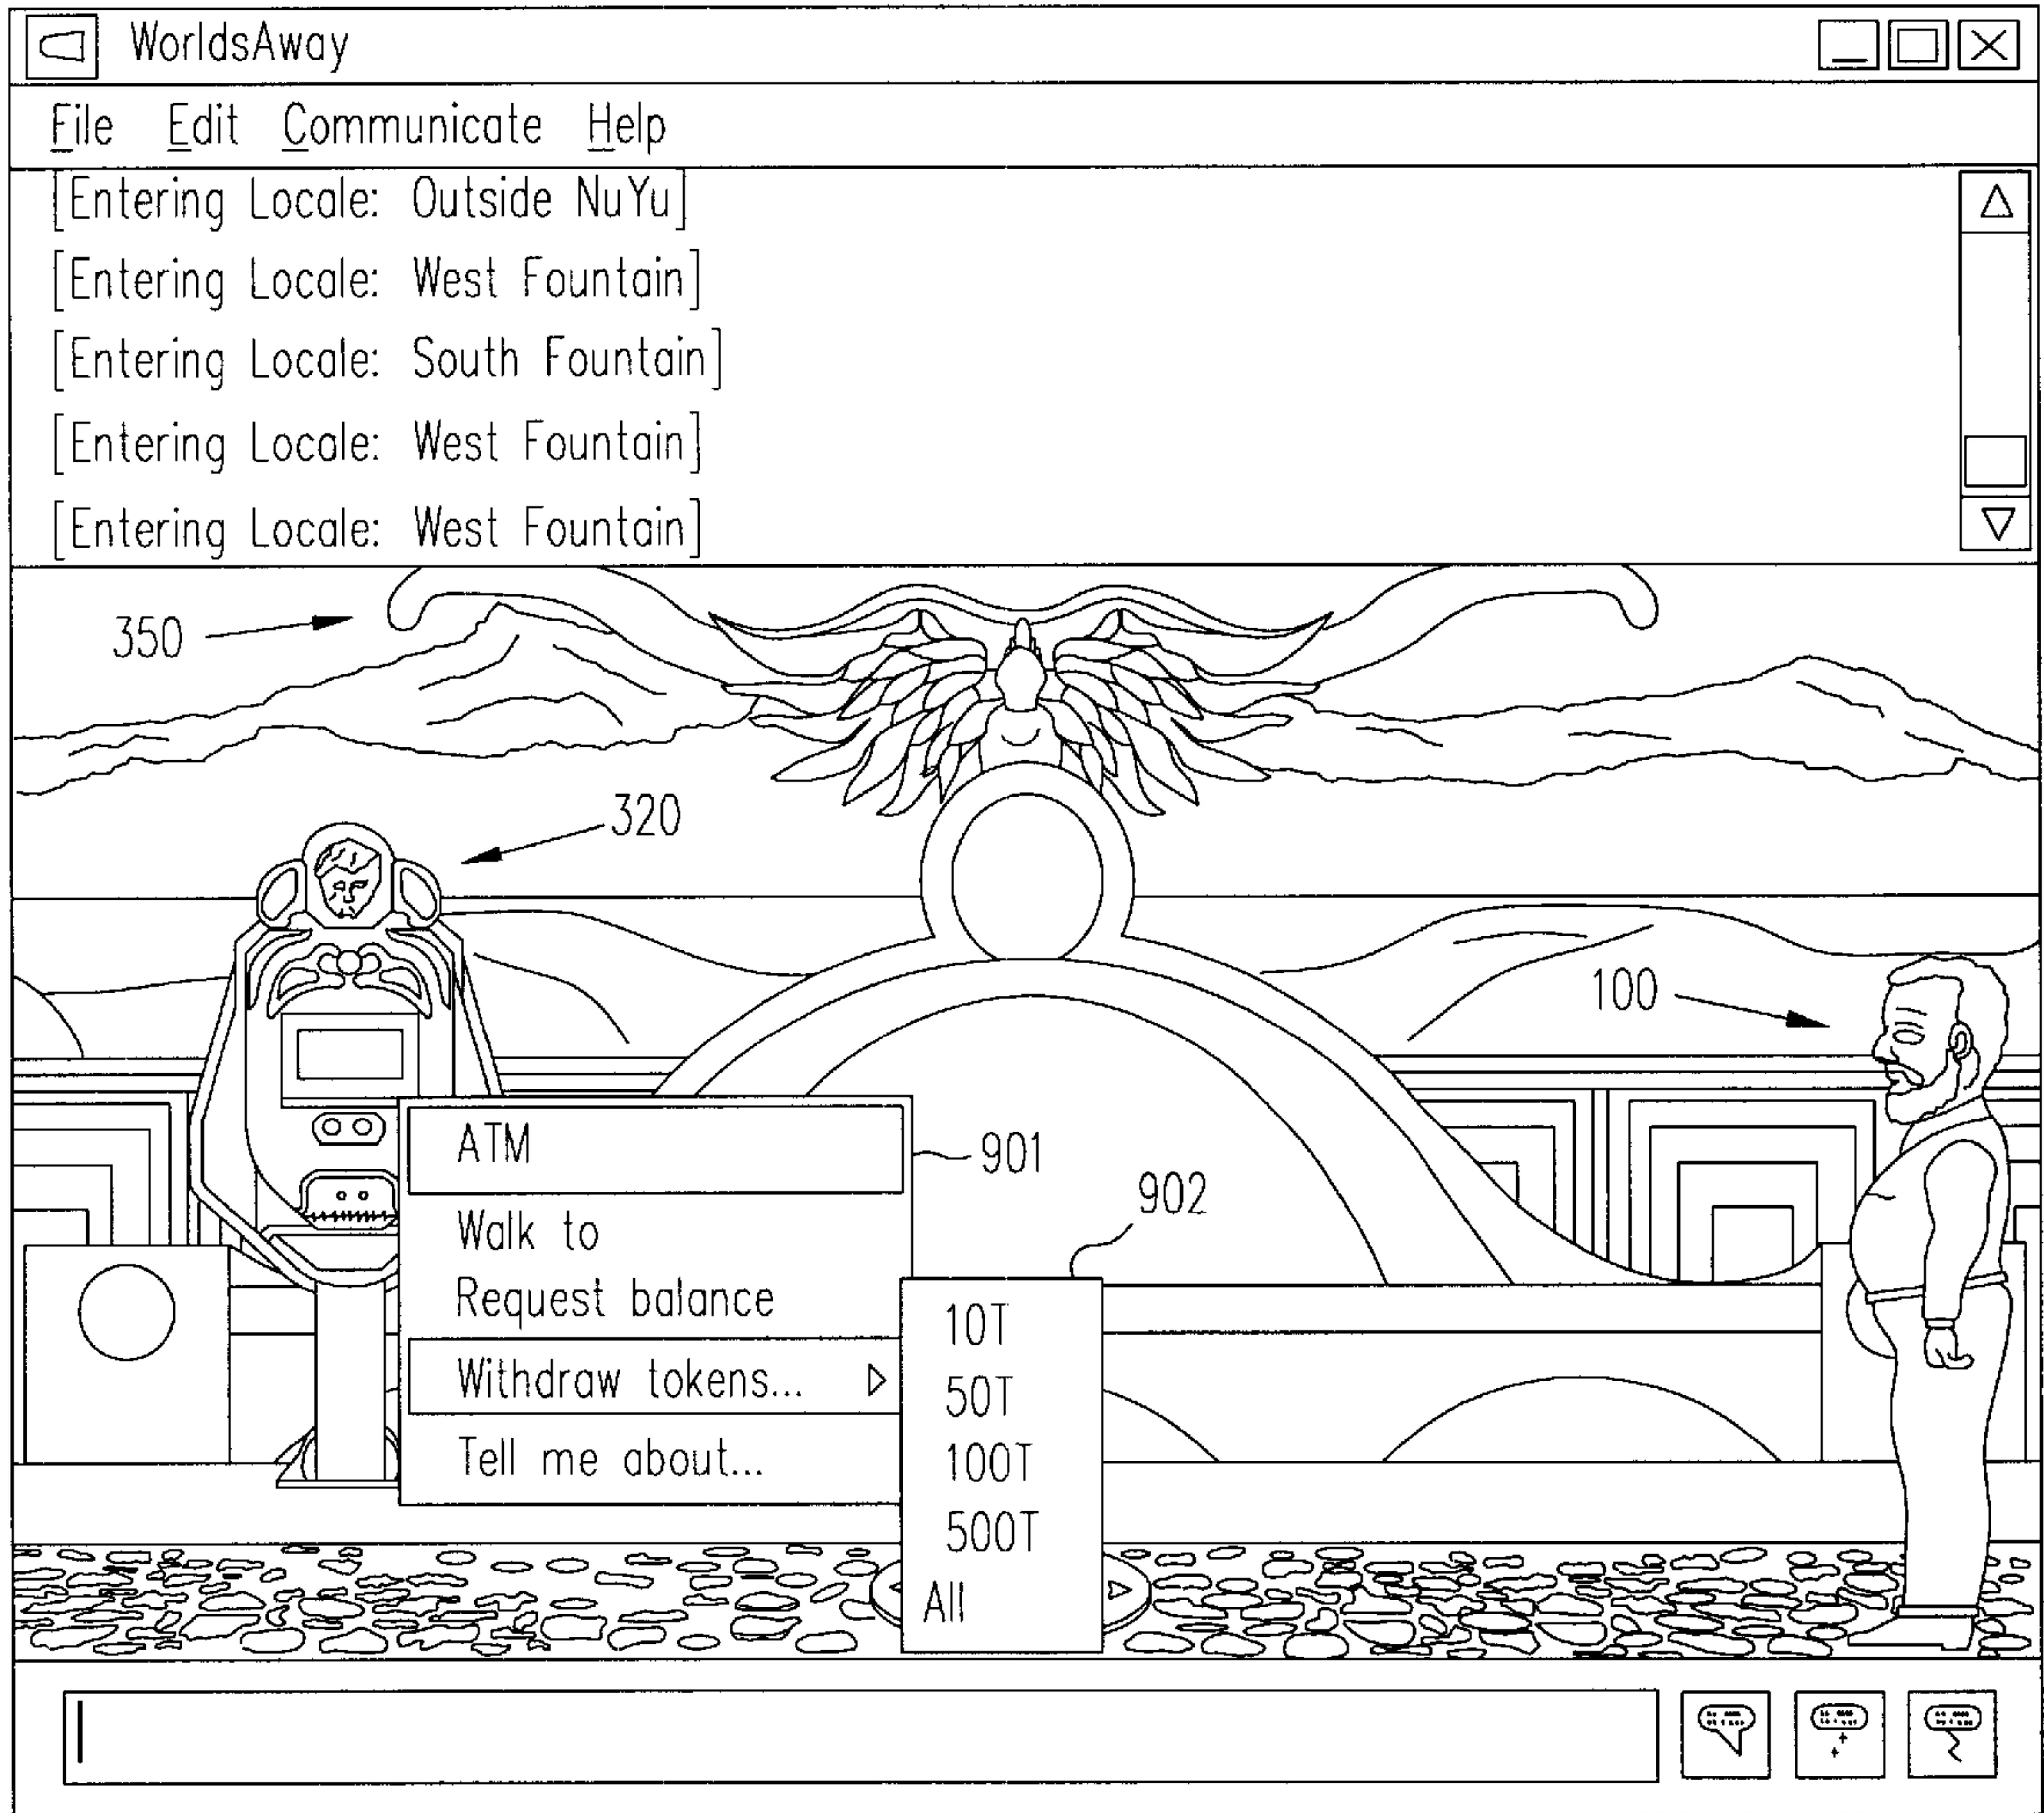 WorldsAway
File Edit Communicate Help
[Entering Locale: Outside NuYu]
[Entering Locale: West Fountain]
[Entering Locale: South Fountain]
[Entering Locale: West Fountain]
[Entering Locale: West Fountain]
350
320
100
ATM
901
Walk to
902
Request balance
10T
Withdraw tokens...
50T
Tell me about...
100T
500T
All